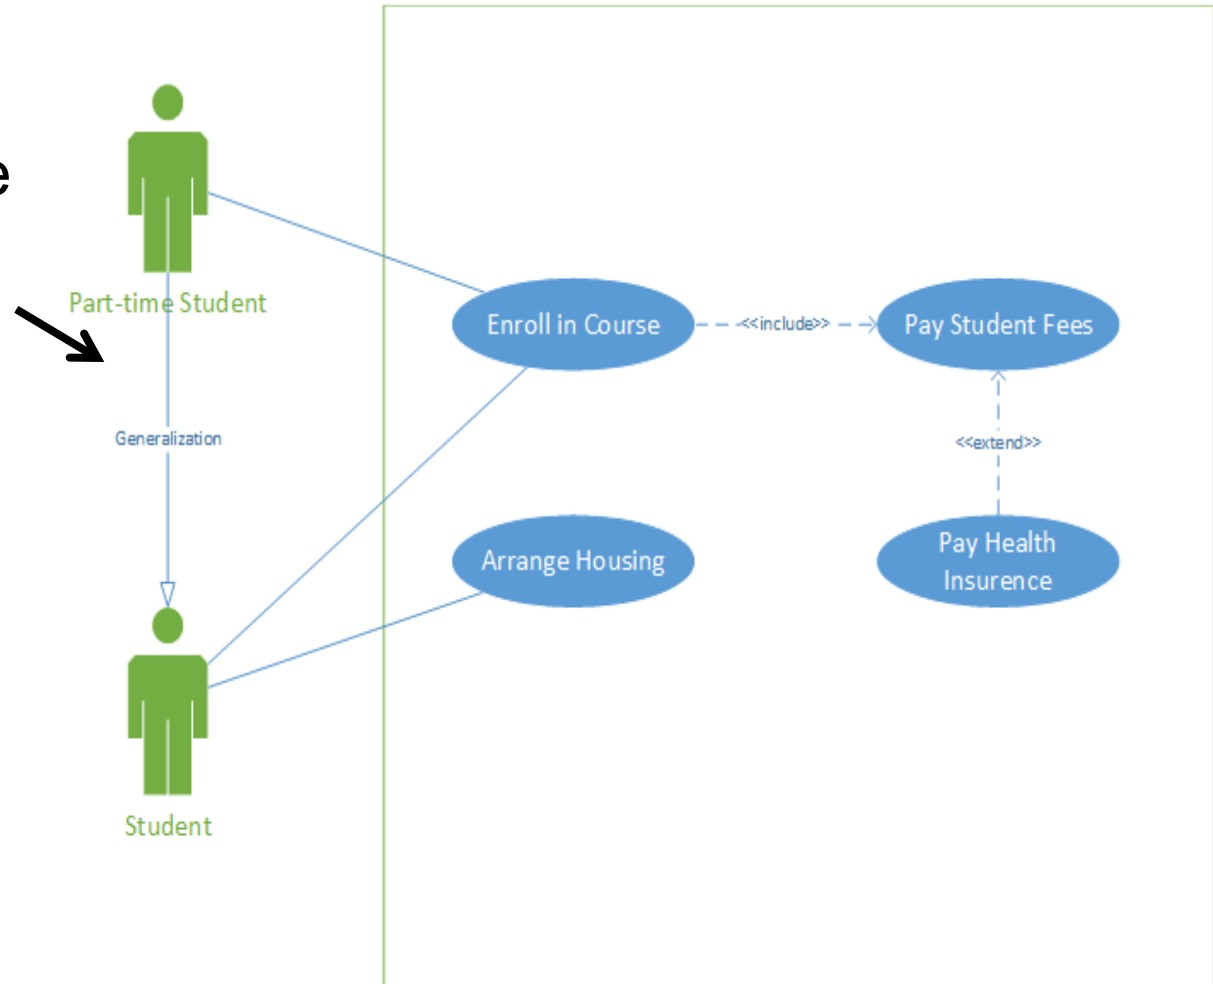 e
Part-time Student
Enroll in Course
<<include>>
Pay Student Fees
Generalization
<<extend>>
Arrange Housing
Pay Health
Insurence
Student